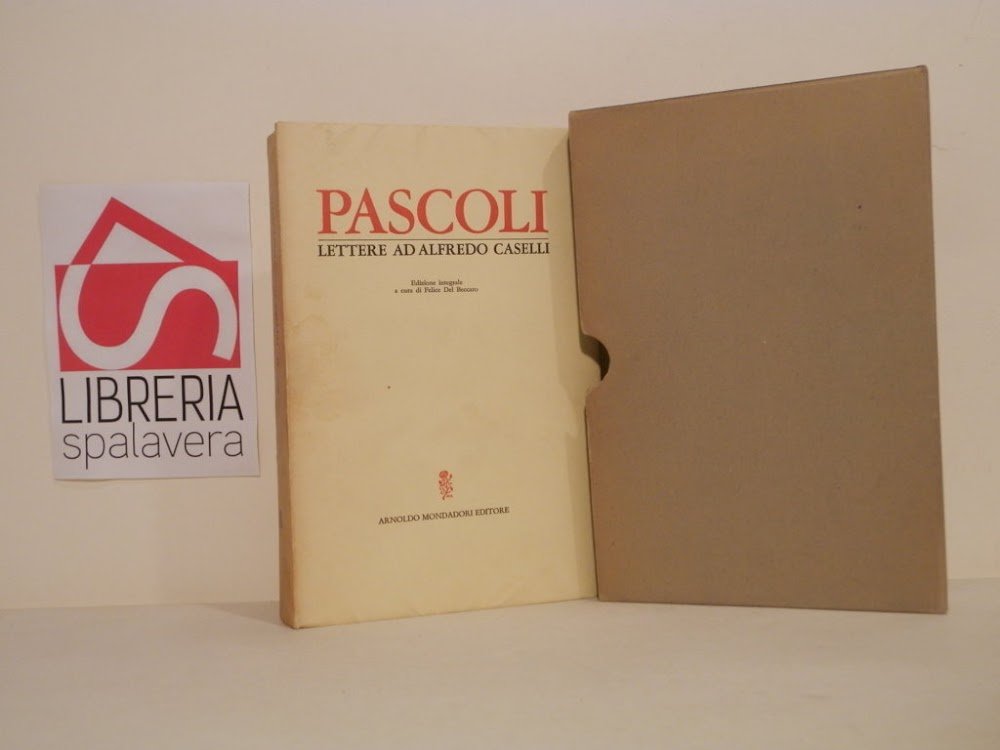 LIBRERIA
spalavera
PASCOLI
LETTERE AD ALFREDO CASELLI
Edizione integrale
a cura di Felice Del Beccaro
ARNOLDO MONDADORI EDITORE